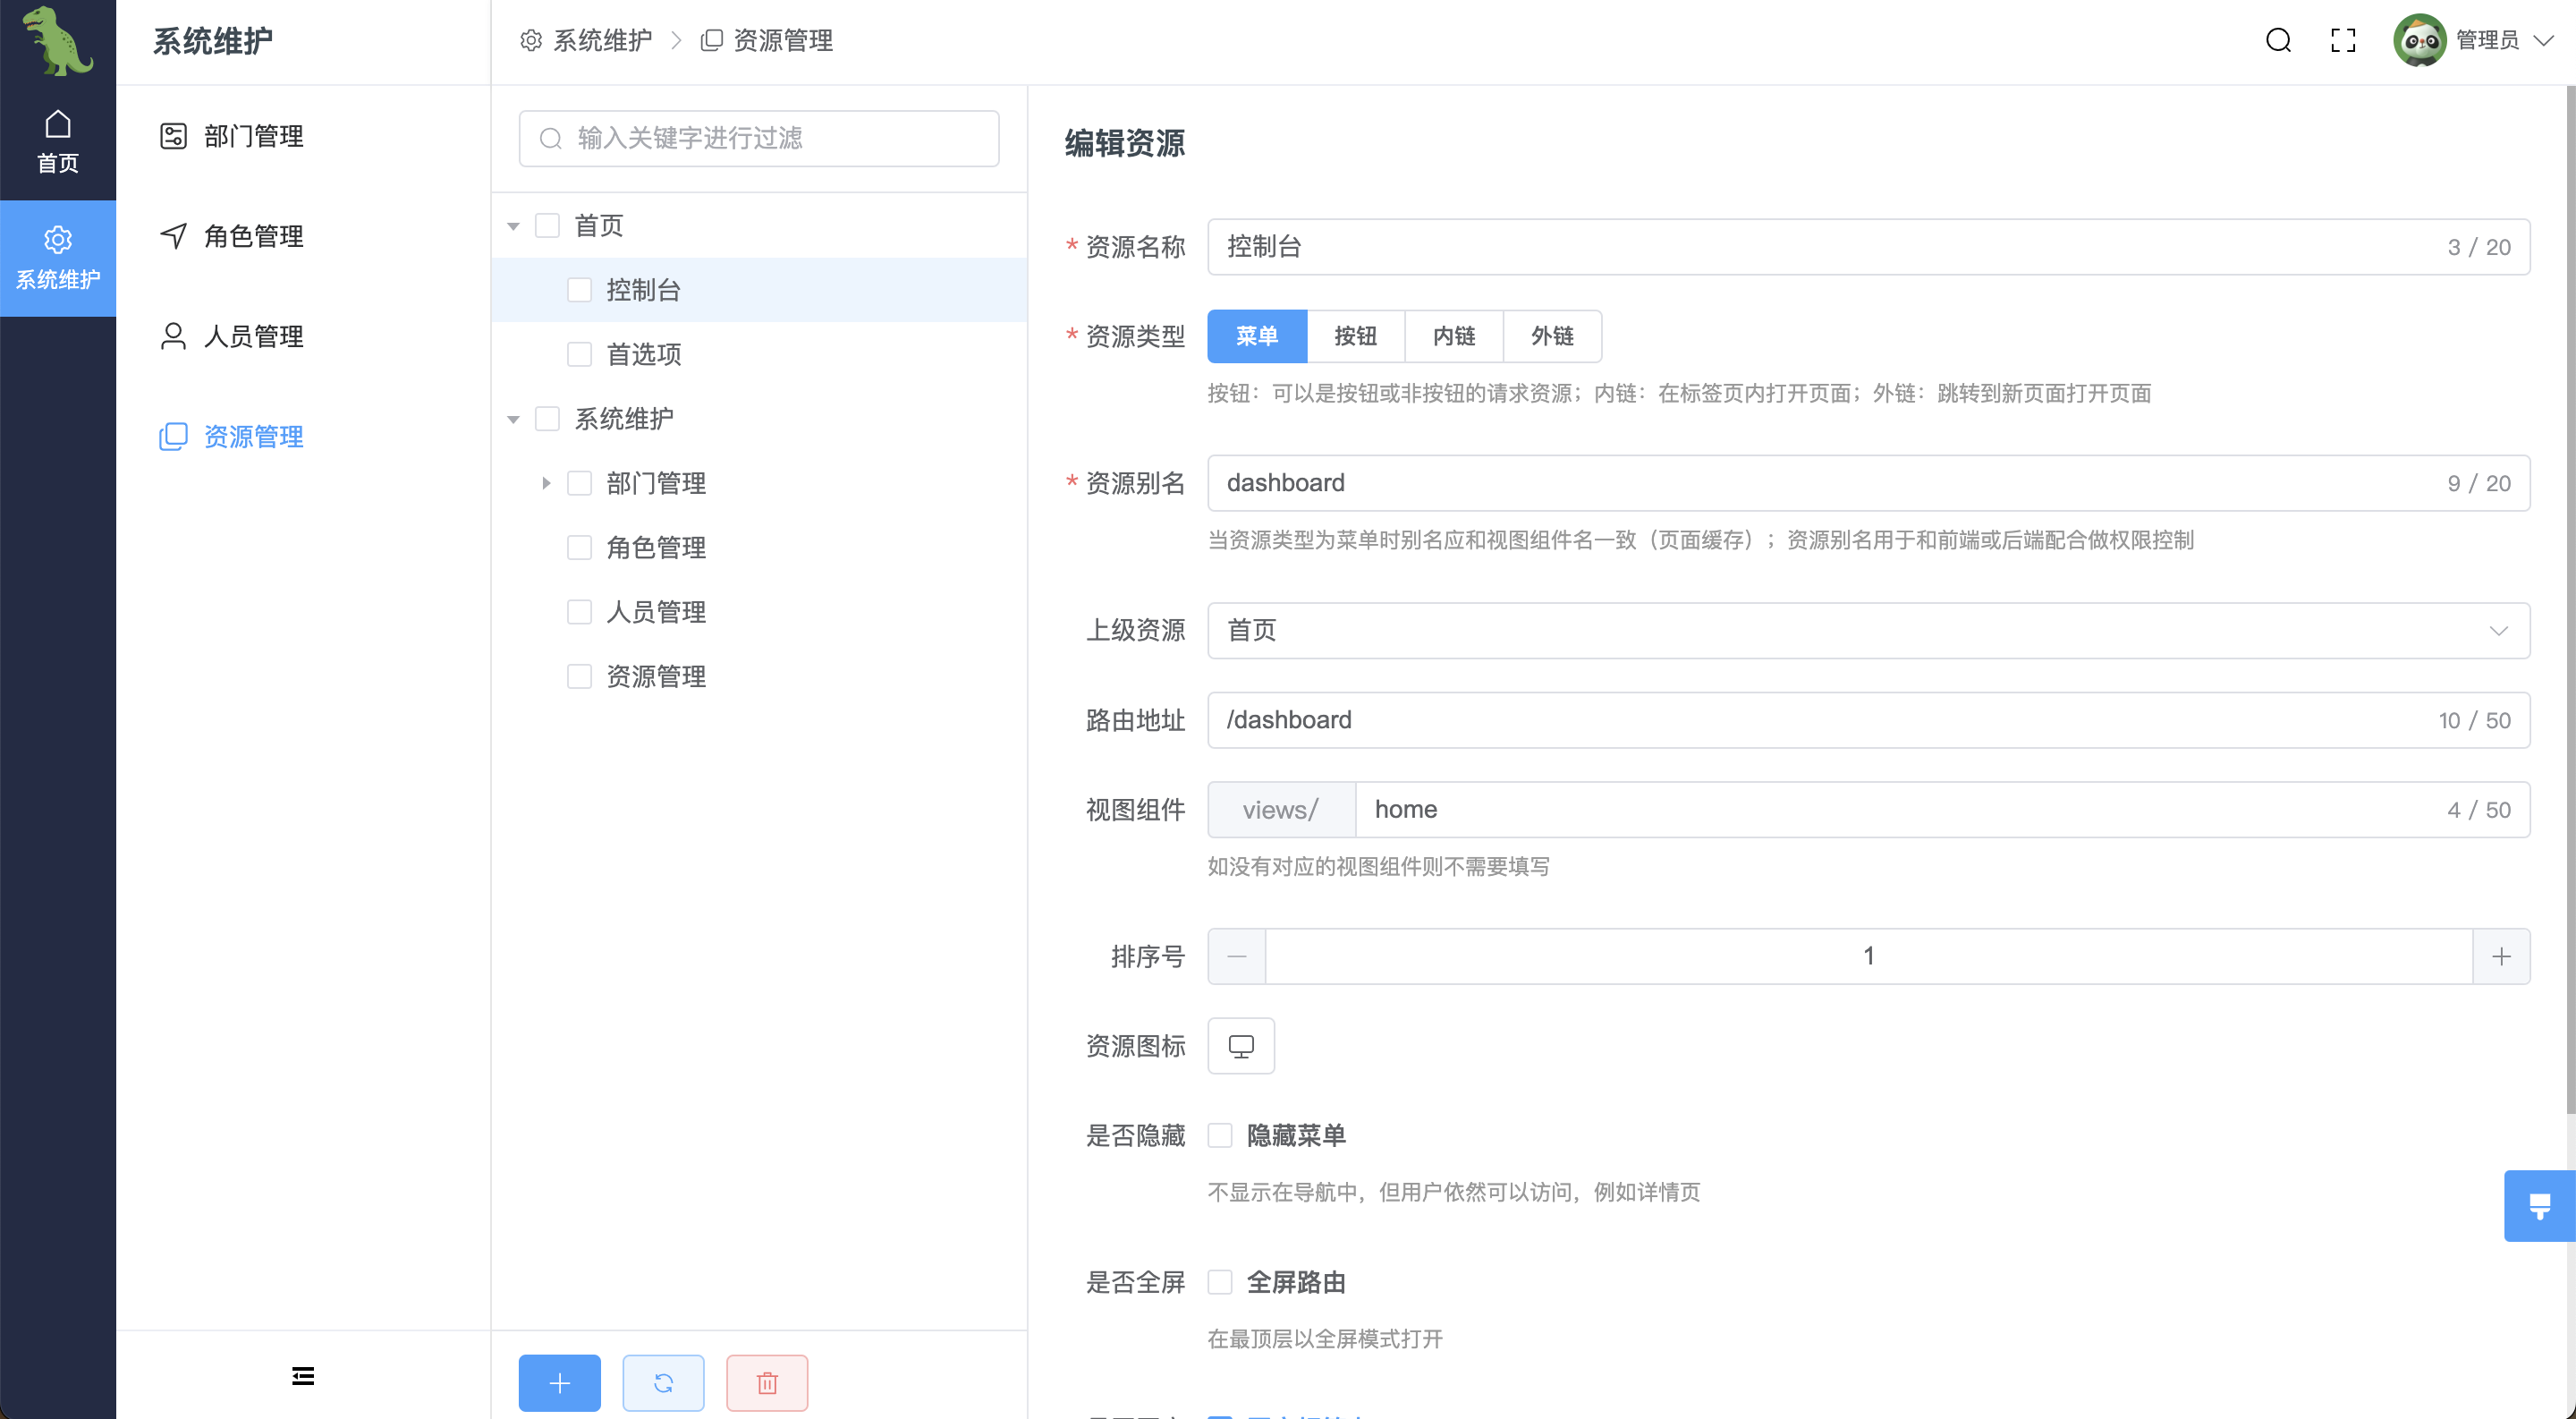 系统维护
系统维护
资源管理
管理员
首页
系统维护
部门管理
角色管理
人员管理
资源管理
输入关键字进行过滤
首页
控制台
首选项
系统维护
部门管理
角色管理
人员管理
资源管理
编辑资源
* 资源名称
控制台
3 / 20
* 资源类型
菜单
按钮
内链
外链
按钮：可以是按钮或非按钮的请求资源；内链：在标签页内打开页面；外链：跳转到新页面打开页面
* 资源别名
dashboard
9 / 20
当资源类型为菜单时别名应和视图组件名一致（页面缓存）；资源别名用于和前端或后端配合做权限控制
上级资源
首页
路由地址
/dashboard
10 / 50
视图组件
views/
home
4 / 50
如没有对应的视图组件则不需要填写
排序号
1
资源图标
是否隐藏
隐藏菜单
不显示在导航中，但用户依然可以访问，例如详情页
是否全屏
全屏路由
在最顶层以全屏模式打开